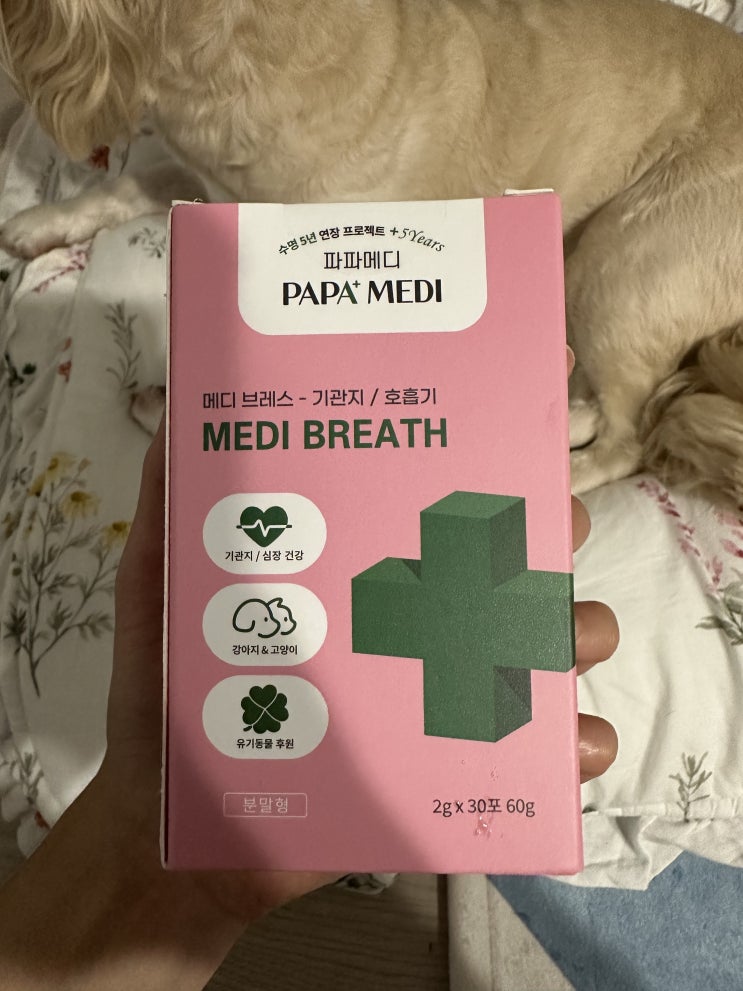 수명 5년 연장 프로젝트 +5Years
파파메디
PAPA+ MEDI
메디 브레스 - 기관지 / 호흡기
MEDI BREATH
기관지 / 심장 건강
강아지 & 고양이
유기동물 후원
분말형
2g x 30포 60g